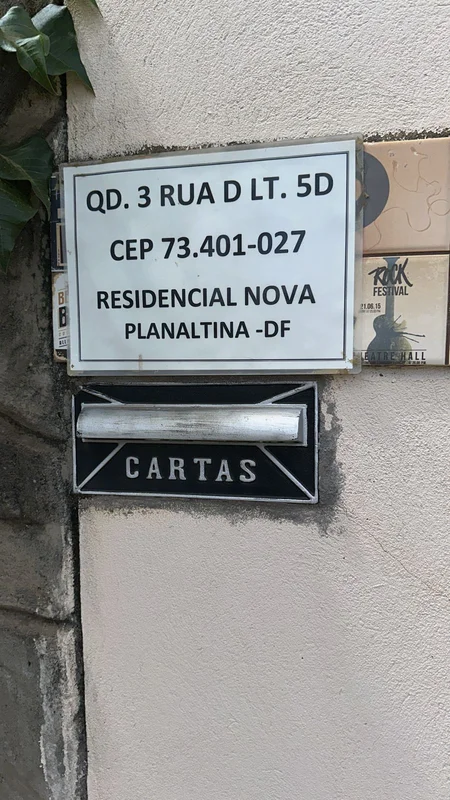 QD. 3 RUA D LT. 5D
CEP 73.401-027
RESIDENCIAL NOVA
PLANALTINA -DF
ROCK
FESTIVAL
CARTAS